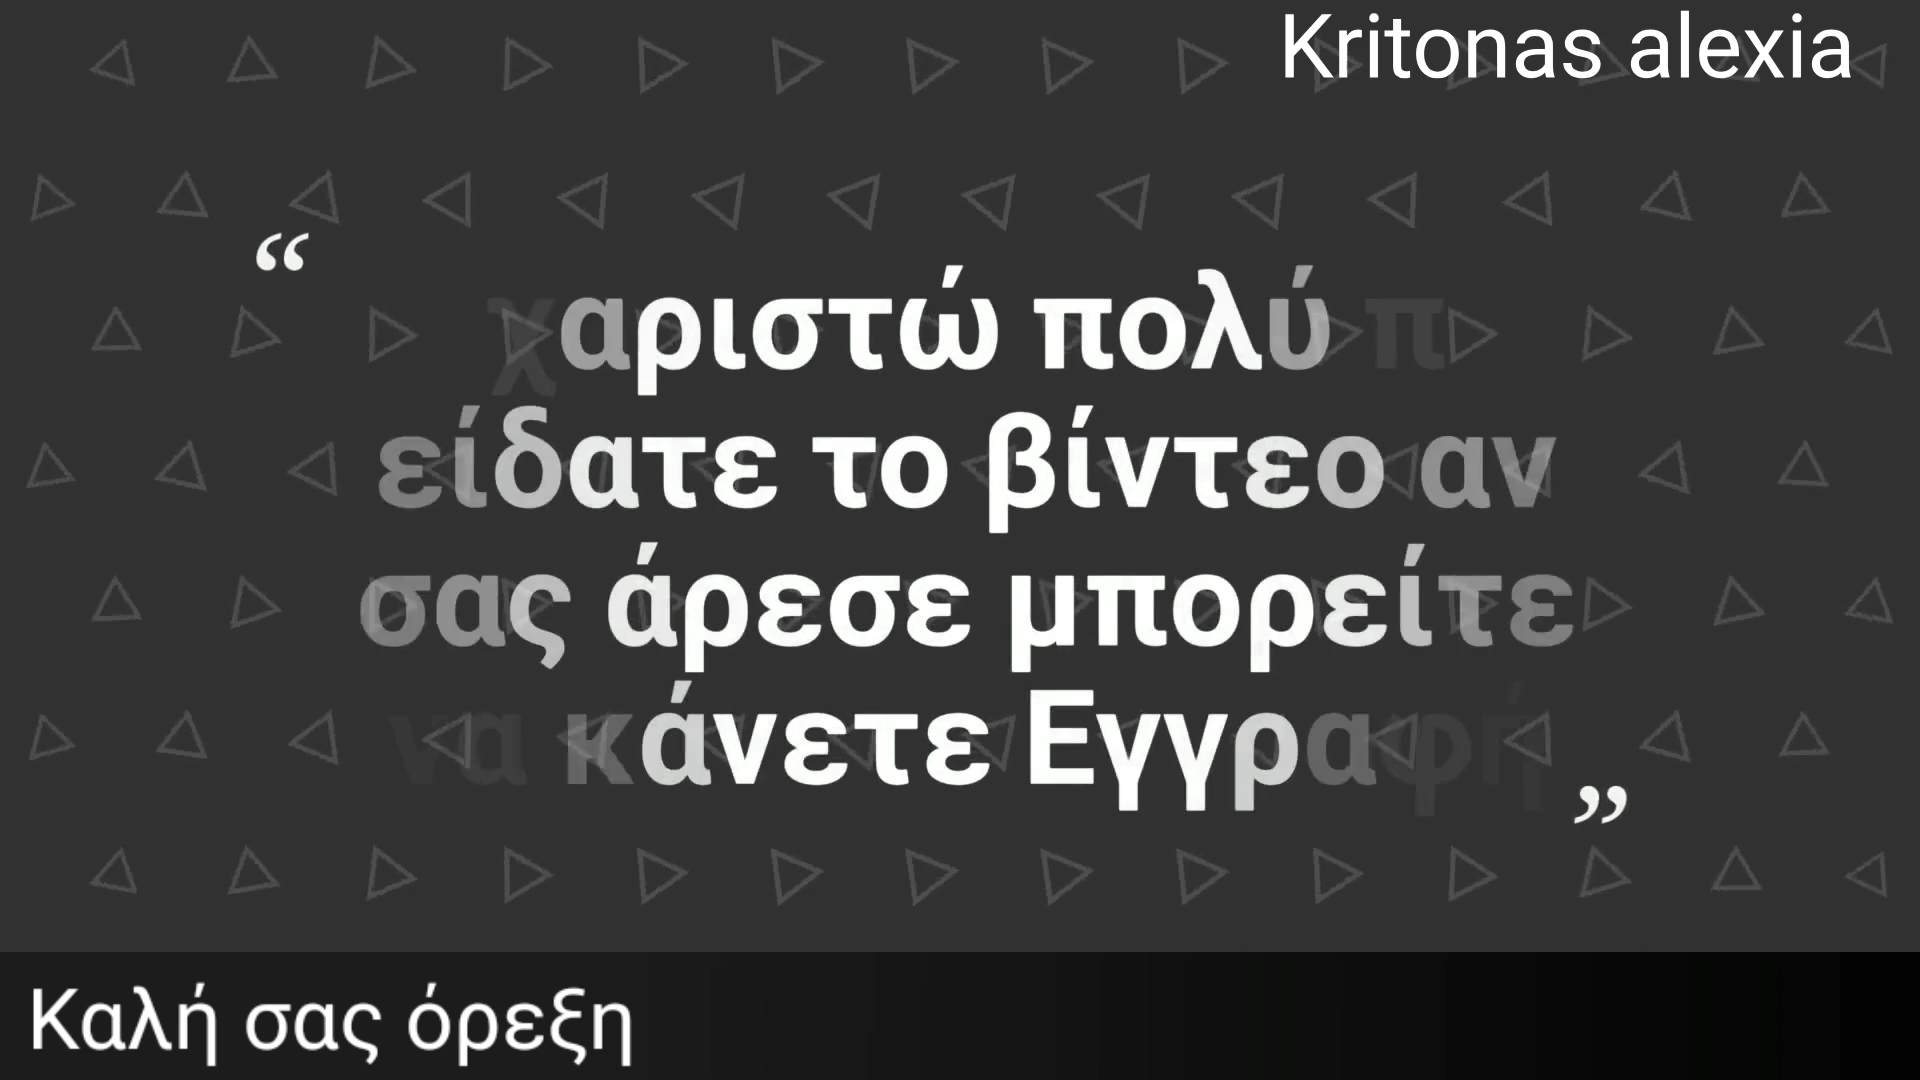 Kritonas alexia
“
χαριστώ πολύ π
είδατε το βίντεο αν
σας άρεσε μπορείτε
να κάνετε Εγγραφή
”
Καλή σας όρεξη